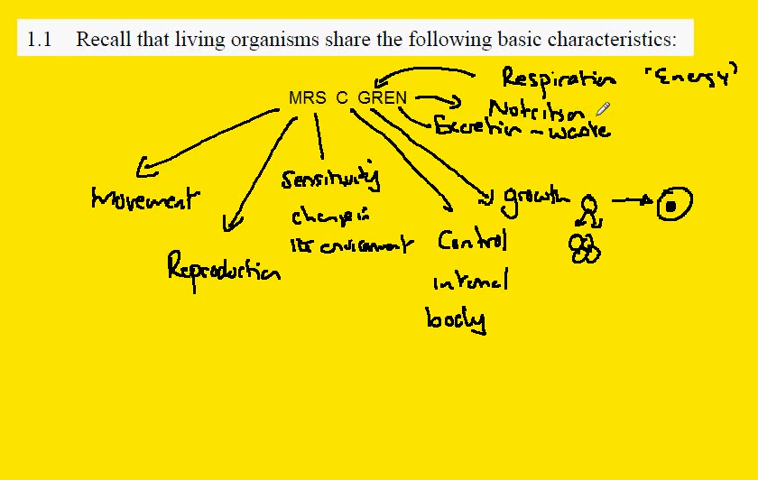 1.1 Recall that living organisms share the following basic characteristics:
Respiration "Energy"
MRS C GREN
Nutrition
Excretion - waste
Movement
Reproduction
Sensitivity
change in
its environment
Control
internal
body
growth